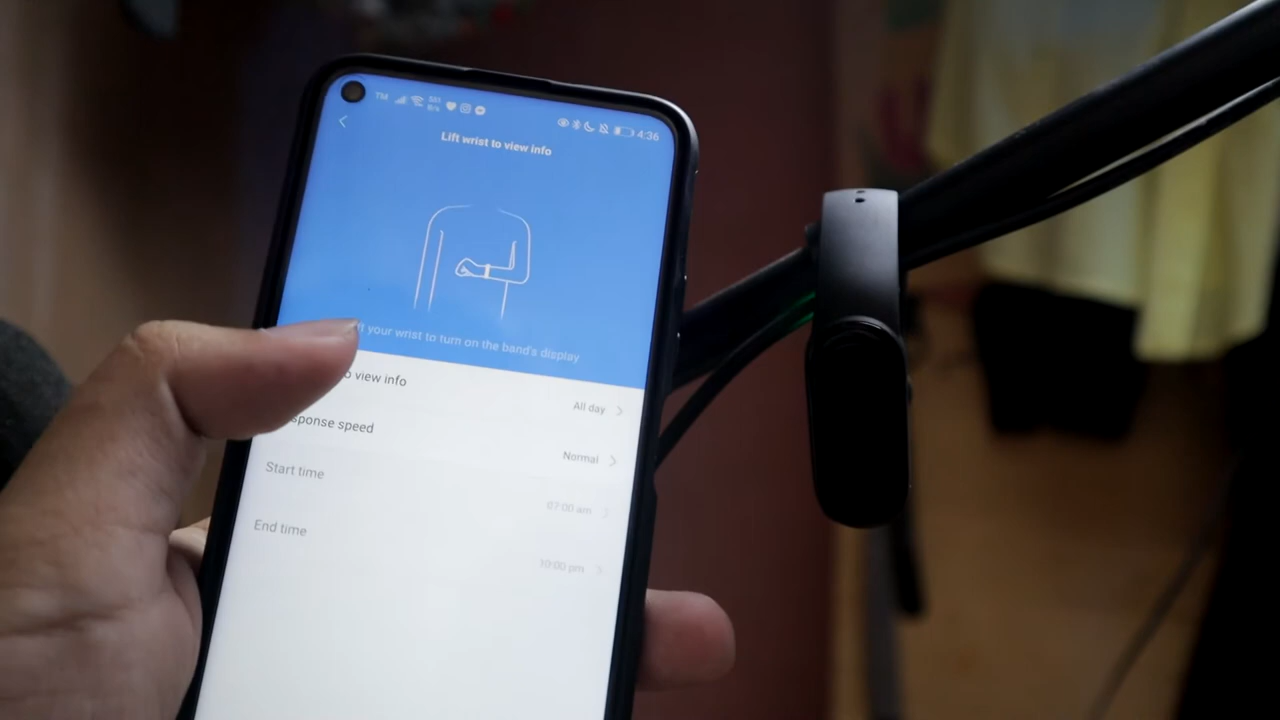 TM 4:36
Lift wrist to view info
your wrist to turn on the band's display
view info
All day
speed
Normal
Start time
07:00 am
End time
10:00 pm